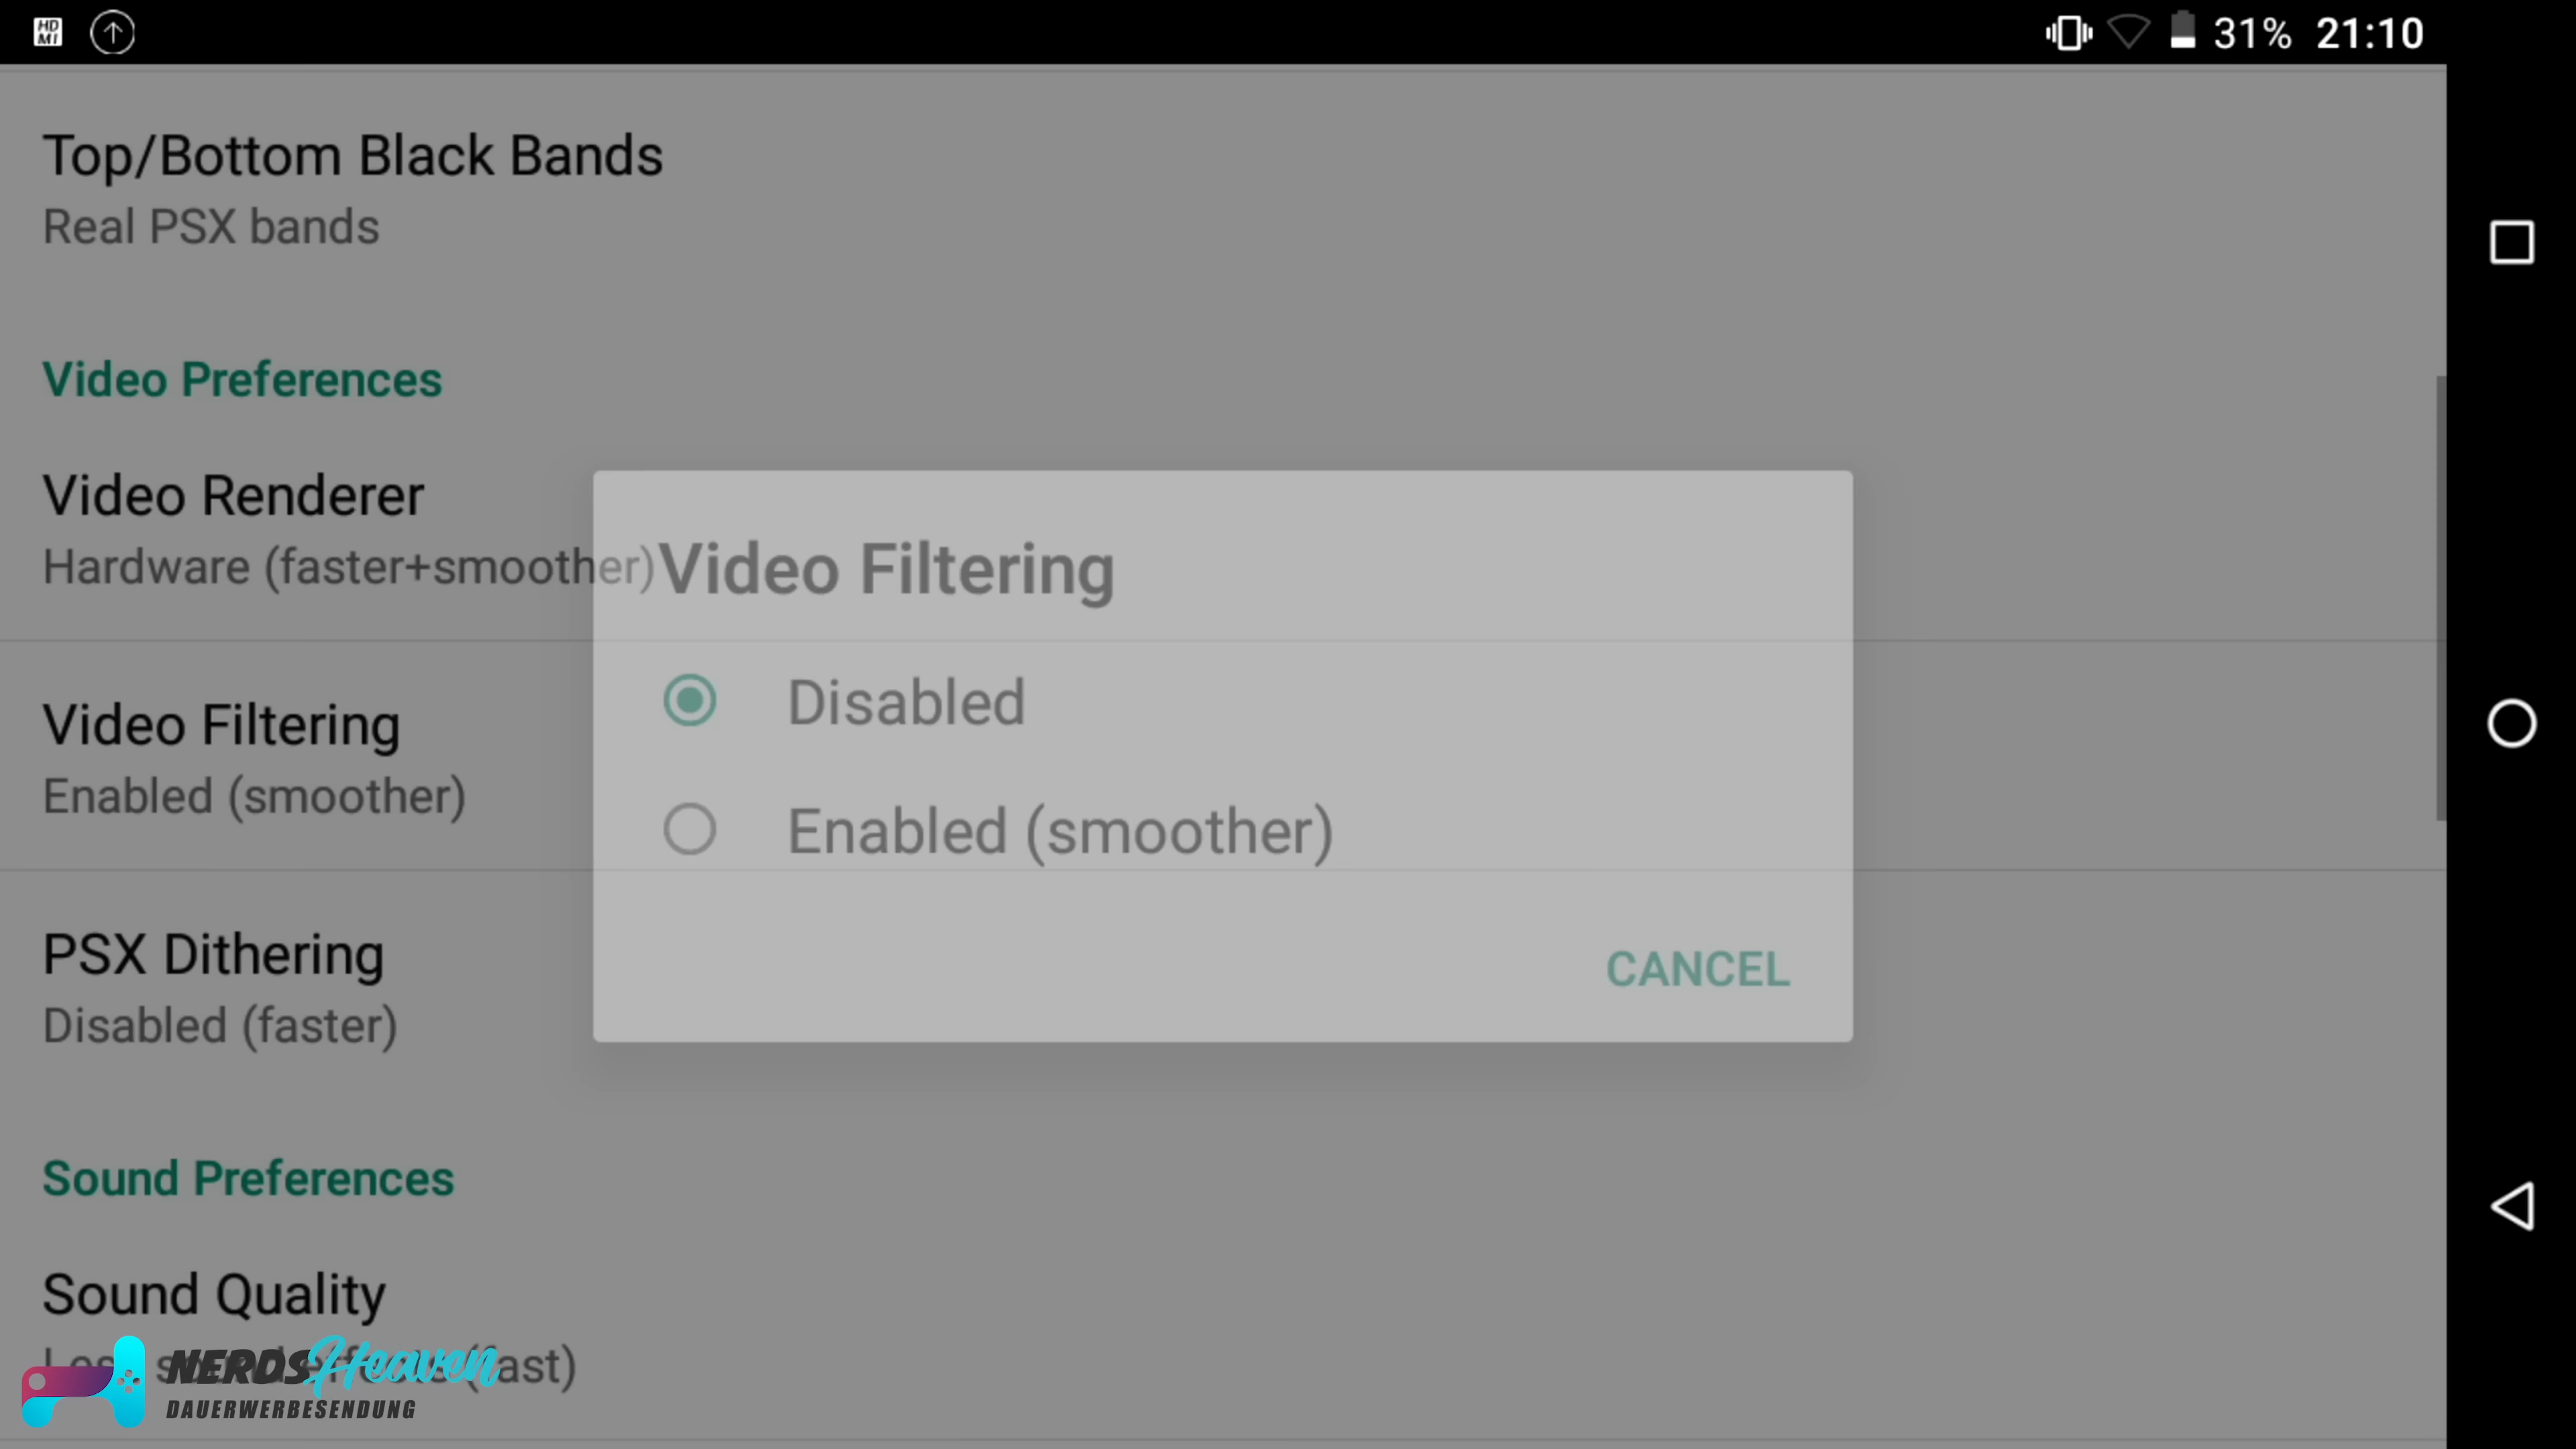 HD
MI
31% 21:10
Top/Bottom Black Bands
Real PSX bands
Video Preferences
Video Renderer
Hardware (faster+smoother)
Video Filtering
Enabled (smoother)
PSX Dithering
Disabled (faster)
Video Filtering
Disabled
Enabled (smoother)
CANCEL
Sound Preferences
Sound Quality
NERDS Heaven
DAUERWERBESENDUNG